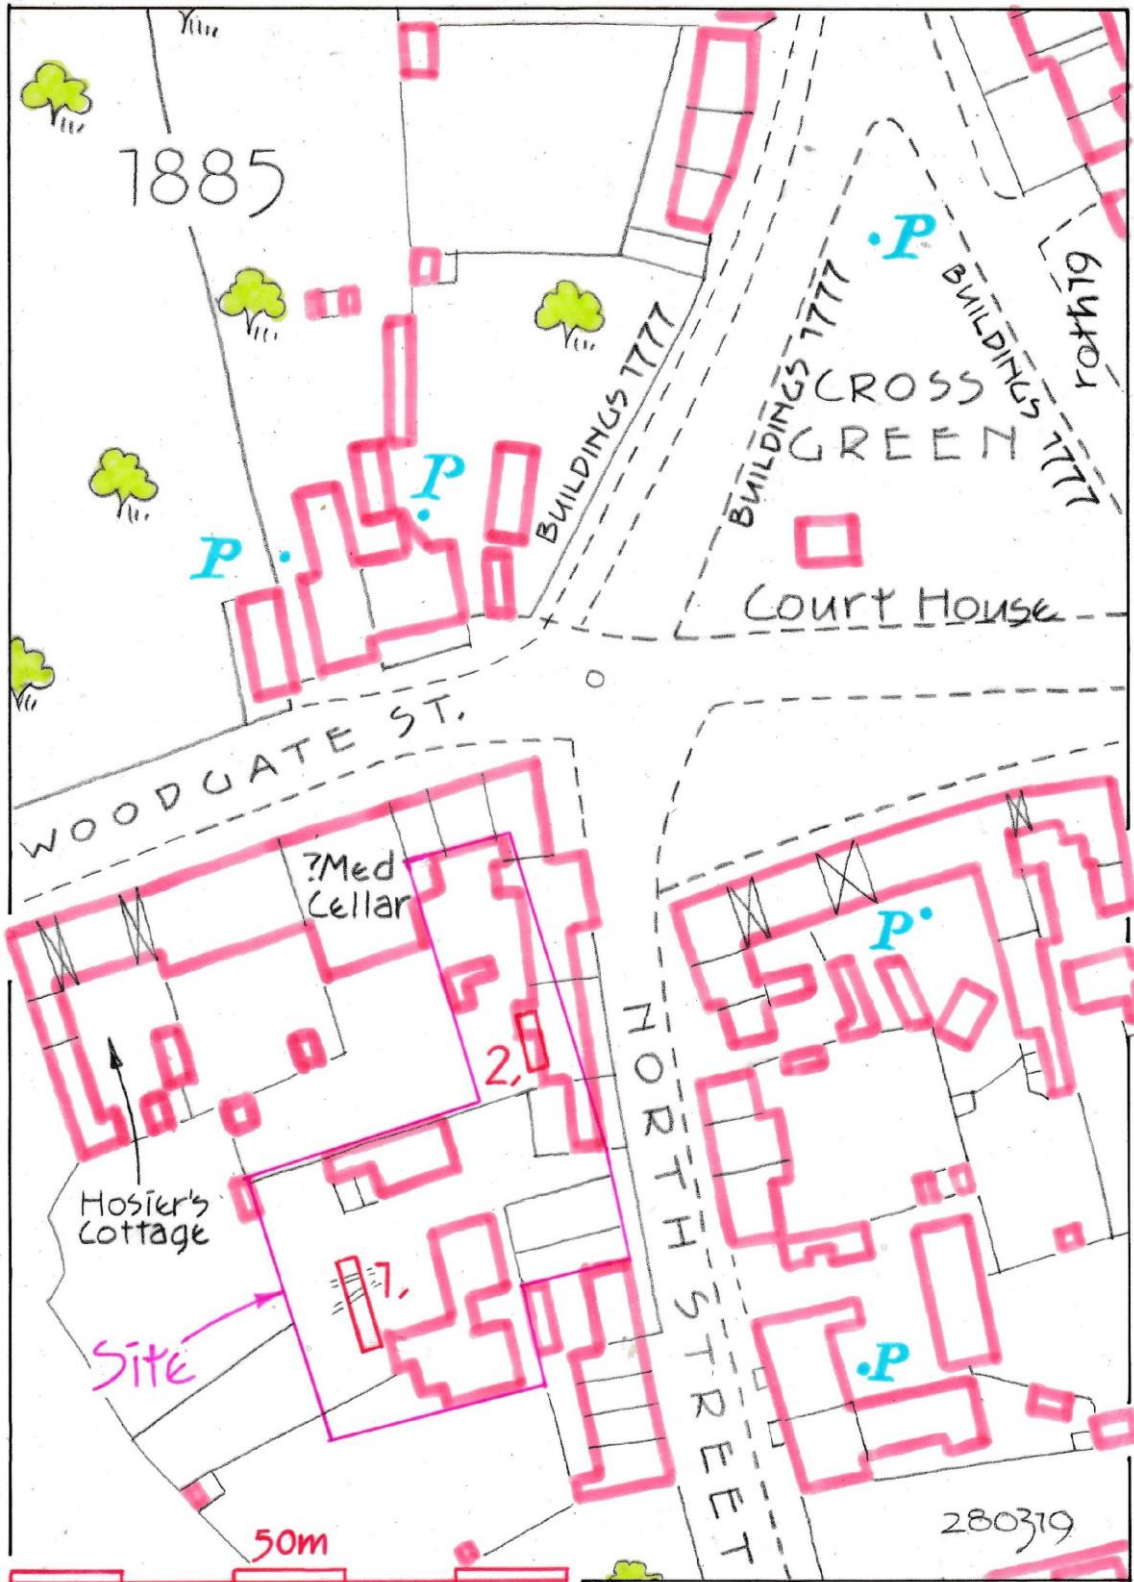 1885
P
rothly
BUILDINGS 1777
BUILDINGS 1777
BUILDINGS 1777
CROSS
GREEN
P
P
Court House
WOODGATE ST.
?Med
Cellar
P
NORTH STREET
2,
Hosier's
Cottage
1,
Site
P
280319
50m